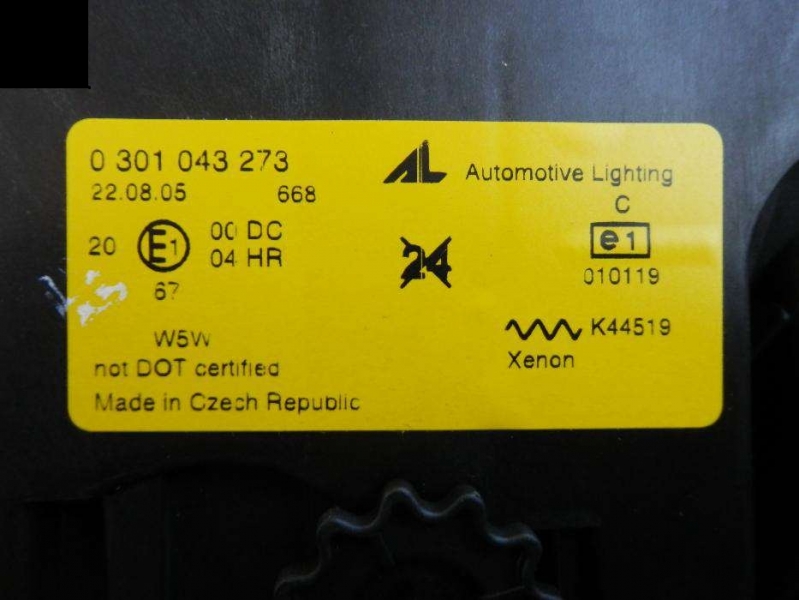 0 301 043 273
22.08.05 668
AL Automotive Lighting
C
20 E1 00 DC
04 HR
67
24
e1
010119
W5W
K44519
not DOT certified
Xenon
Made in Czech Republic